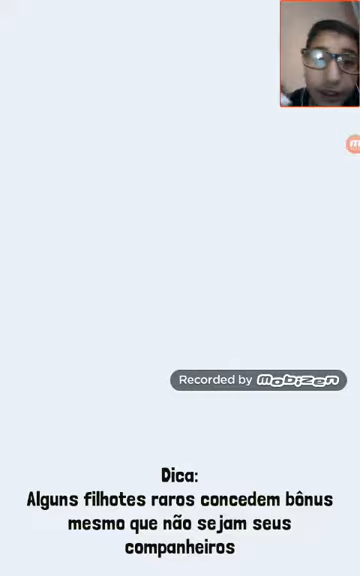 Recorded by Mobizen
Dica:
Alguns filhotes raros concedem bônus
mesmo que não sejam seus
companheiros